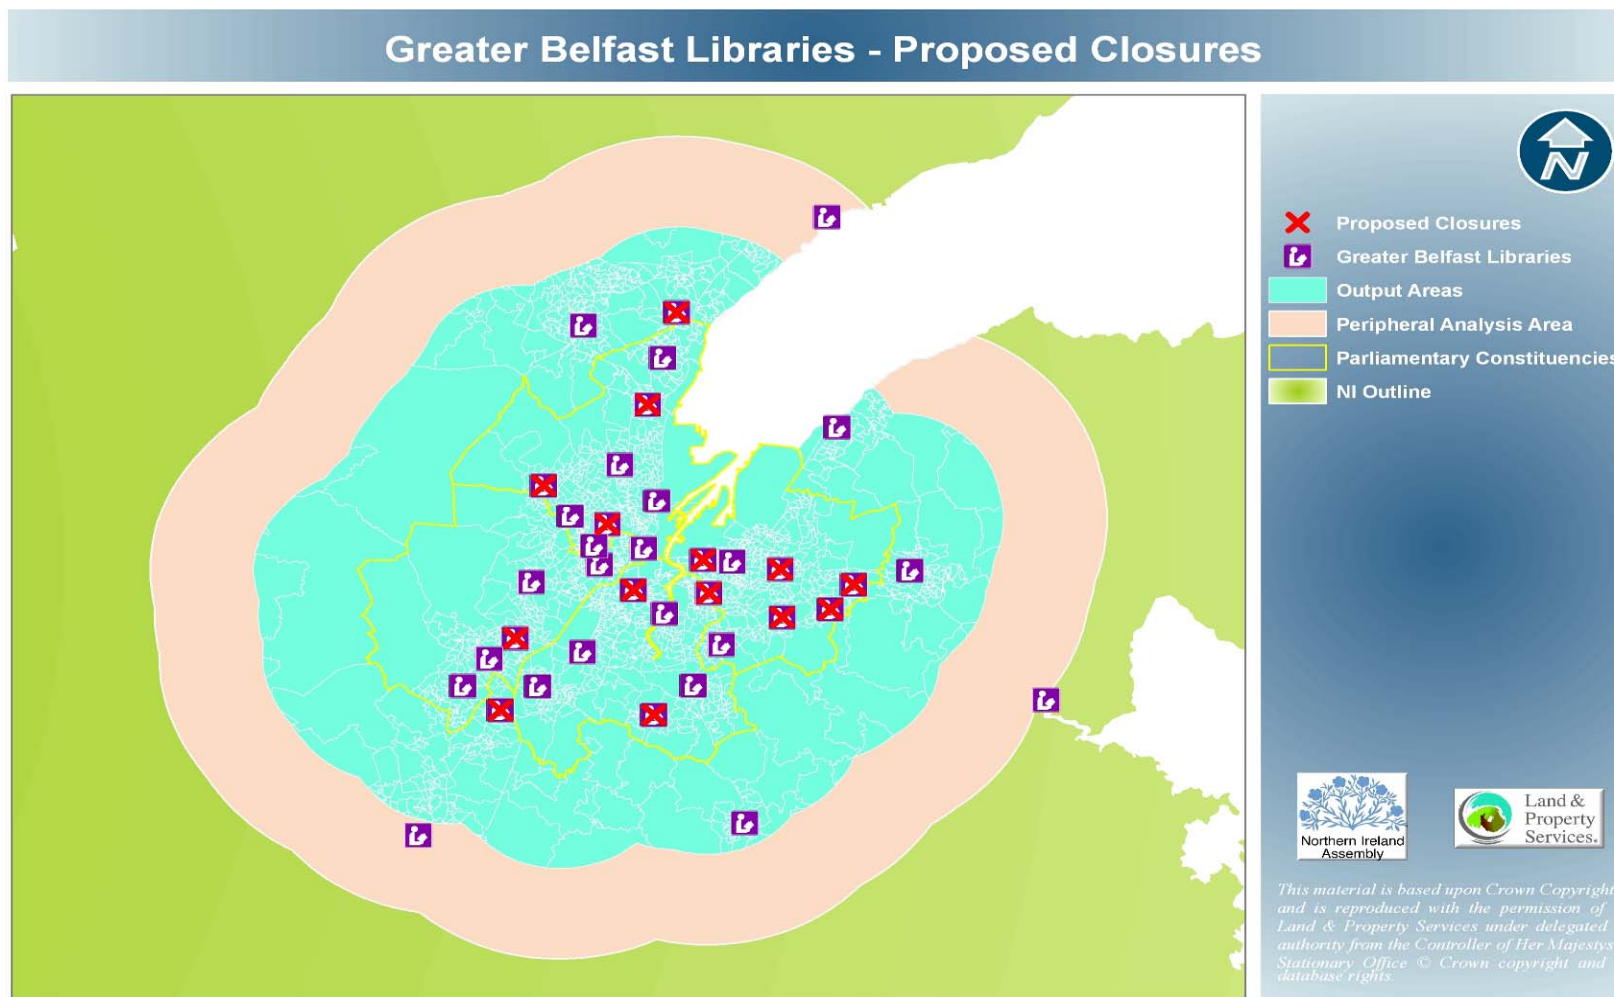 Greater Belfast Libraries - Proposed Closures
N
Proposed Closures
Greater Belfast Libraries
Output Areas
Peripheral Analysis Area
Parliamentary Constituencies
NI Outline
Northern Ireland
Assembly
Land &
Property
Services.
This material is based upon Crown Copyright
and is reproduced with the permission of
Land & Property Services under delegated
authority from the Controller of Her Majestys
Stationary Office © Crown copyright and
database rights.